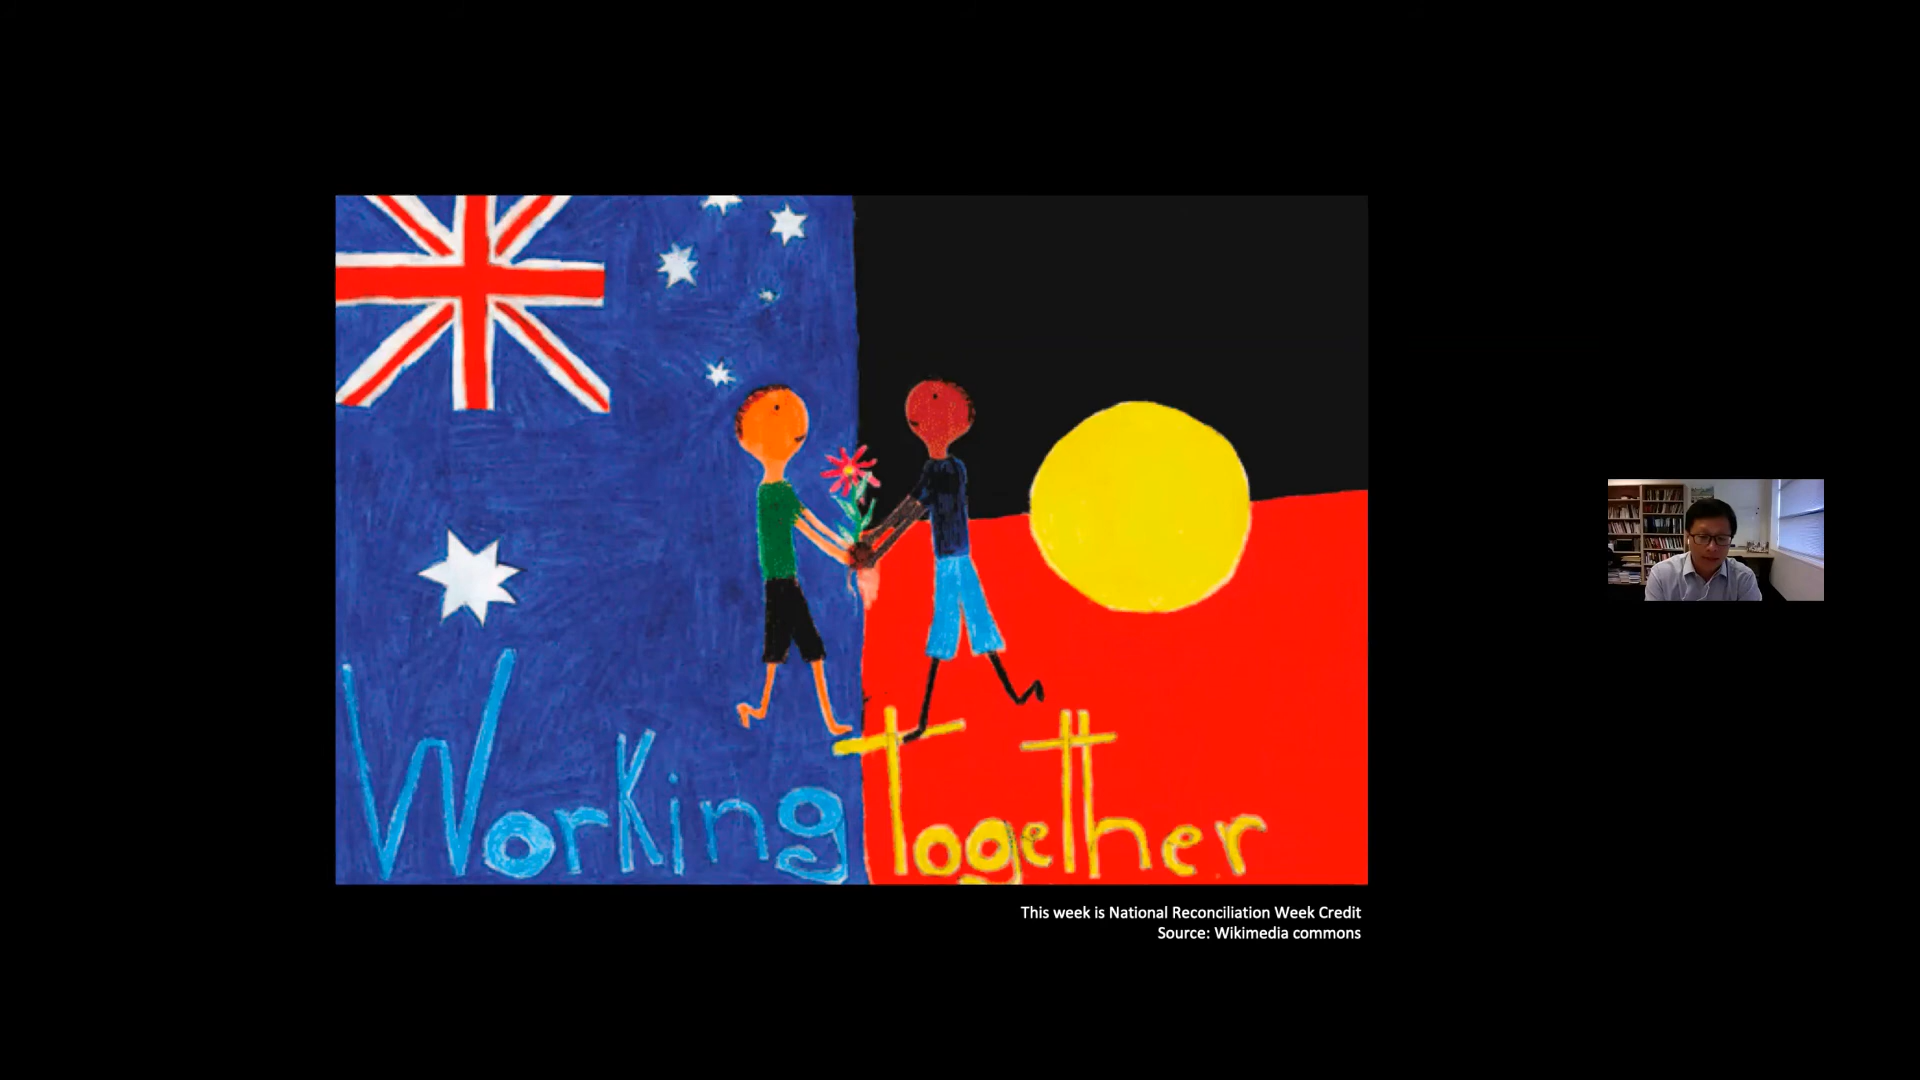 Working Together
This week is National Reconciliation Week Credit
Source: Wikimedia commons